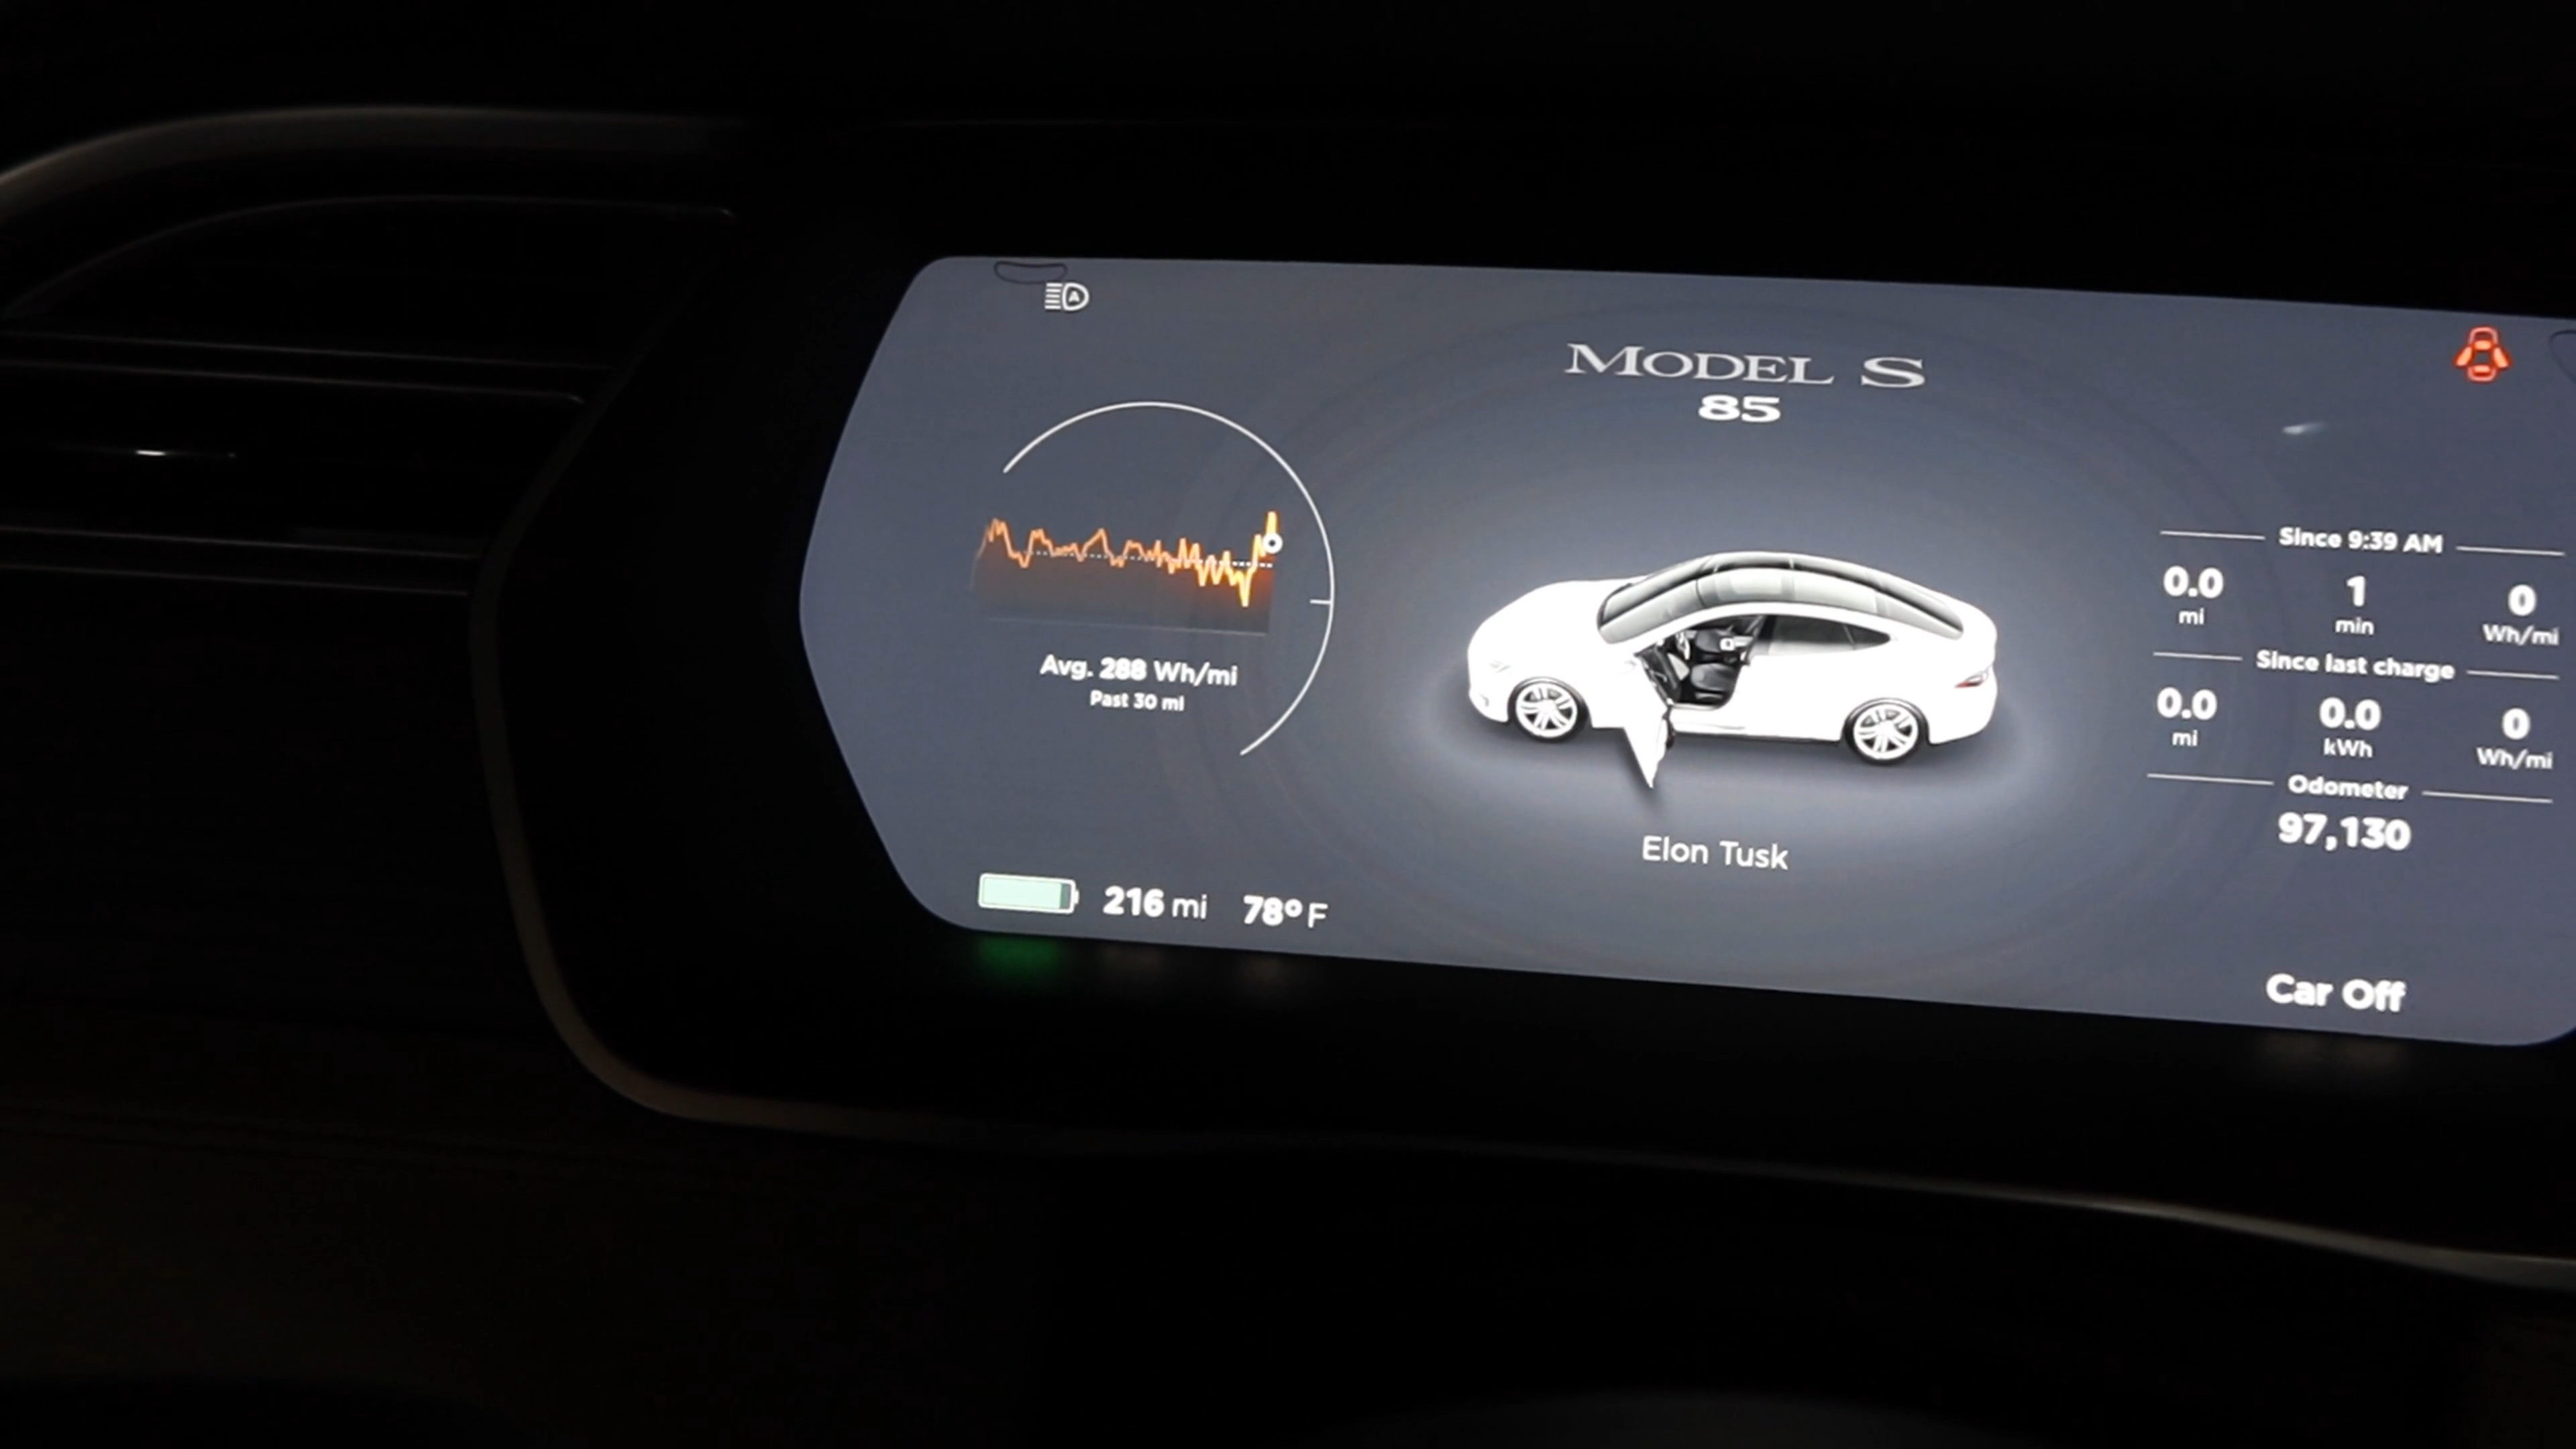 A
MODEL S
85
Avg. 288 Wh/mi
Past 30 mi
Since 9:39 AM
0.0 1 0
mi min Wh/mi
Since last charge
0.0 0.0 0
mi kWh Wh/mi
Odometer
97,130
Elon Tusk
216 mi 78° F
Car Off